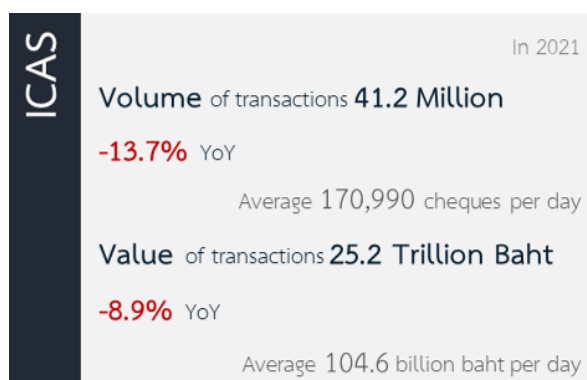 ICAS
In 2021
Volume of transactions 41.2 Million
-13.7% YoY
Average 170,990 cheques per day
Value of transactions 25.2 Trillion Baht
-8.9% YoY
Average 104.6 billion baht per day